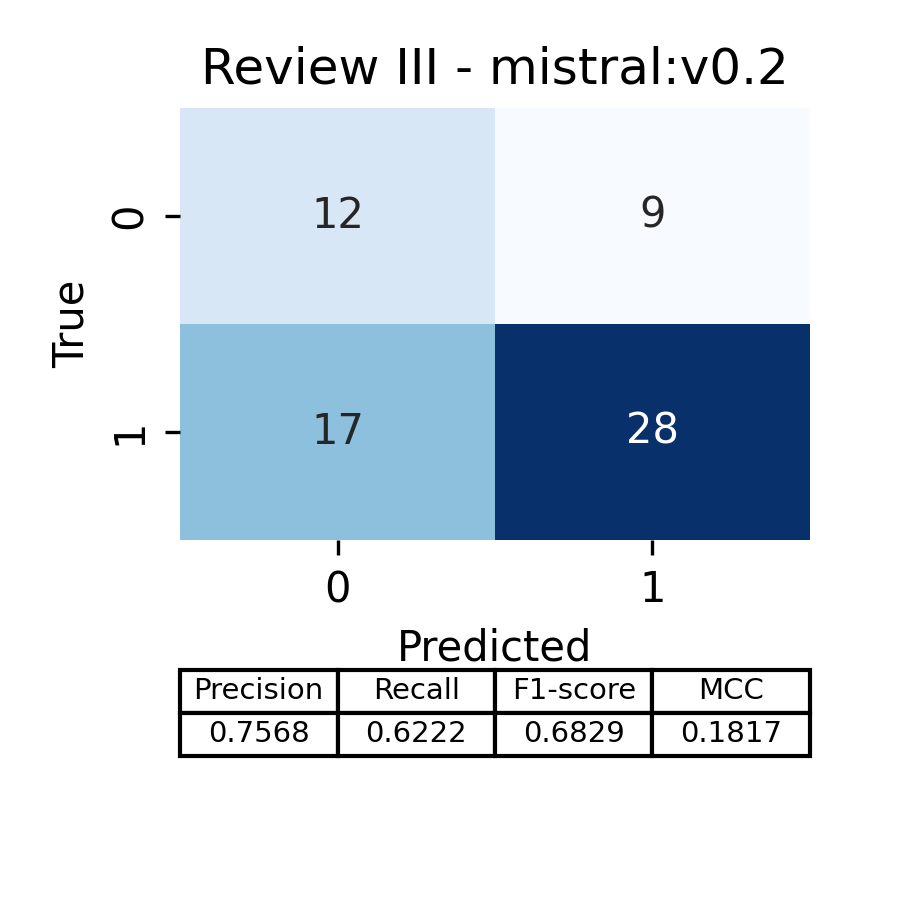 Review III - mistral:v0.2
0 12 9
True
1 17 28
0 1
Predicted
Precision Recall F1-score MCC
0.7568 0.6222 0.6829 0.1817